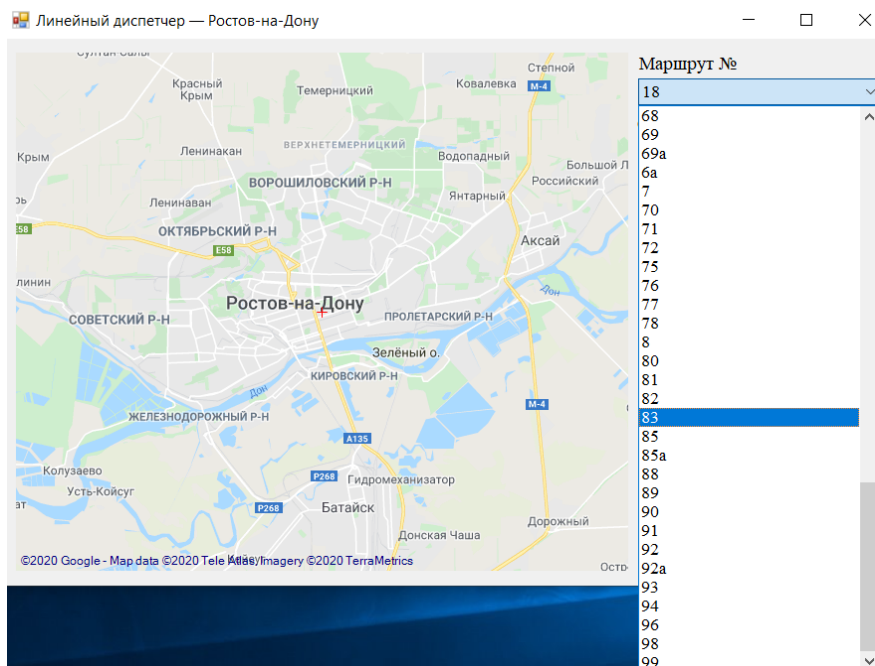 Линейный диспетчер — Ростов-на-Дону
Маршрут №
18
68
69
69а
6а
7
70
71
72
75
76
77
78
8
80
81
82
83
85
85а
88
89
90
91
92
92а
93
94
96
98
99
Степной
Красный
Крым
Темерницкий
Ковалевка
М-4
ВЕРХНЕТЕМЕРНИЦКИЙ
Ленинакан
Водопадный
Крым
Большой Л
Российский
ВОРОШИЛОВСКИЙ Р-Н
Янтарный
Ленинаван
E58
ОКТЯБРЬСКИЙ Р-Н
E58
Аксай
линин
Дон
Ростов-на-Дону
СОВЕТСКИЙ Р-Н
ПРОЛЕТАРСКИЙ Р-Н
Зелёный о.
КИРОВСКИЙ Р-Н
Дон
М-4
ЖЕЛЕЗНОДОРОЖНЫЙ Р-Н
A135
Колузаево
P268
Гидромеханизатор
Усть-Койсуг
P268
Батайск
Дорожный
Донская Чаша
©2020 Google - Map data ©2020 Tele Atlas, Imagery ©2020 TerraMetrics
Остр